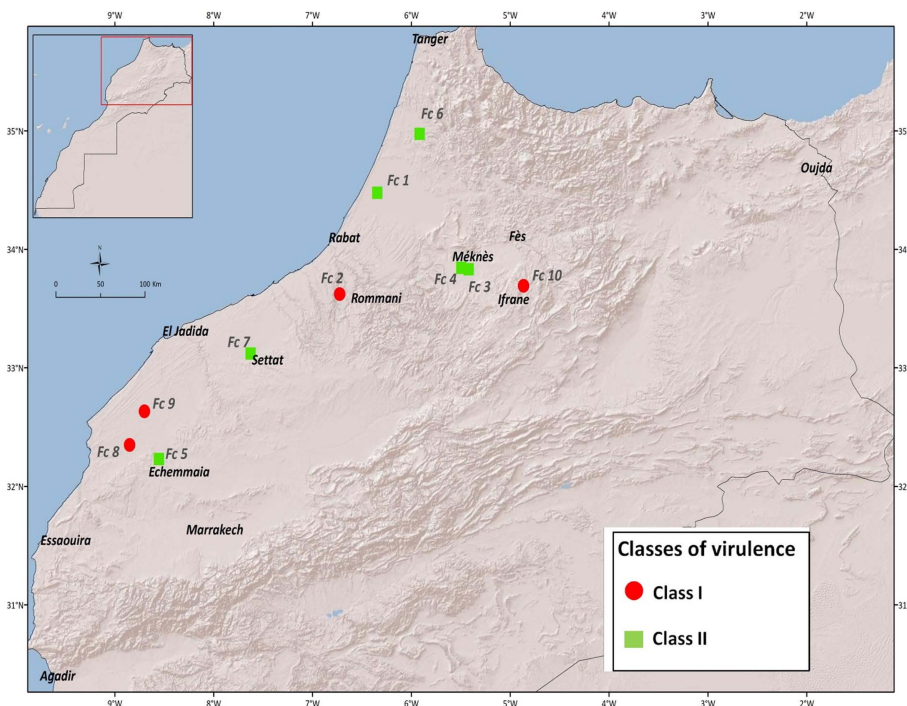 9°W 8°W 7°W 6°W 5°W 4°W 3°W 2°W
Tanger
Fc 6
35°N 35°N
Oujda
Fc 1
Rabat
Fès
34°N 34°N
Méknès
N
Fc 2
Fc 4
Fc 3
Fc 10
0 50 100 Km
Rommani
Ifrane
El Jadida
Fc 7
Settat
33°N 33°N
Fc 9
Fc 8
Fc 5
Echemmaia
32°N 32°N
Marrakech
Essaouira
Classes of virulence
Class I
Class II
31°N 31°N
Agadir
9°W 8°W 7°W 6°W 5°W 4°W 3°W 2°W